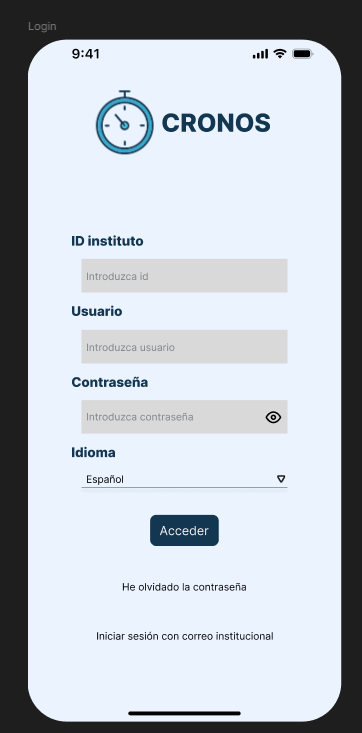 Login
9:41
CRONOS
ID instituto
Introduzca id
Usuario
Introduzca usuario
Contraseña
Introduzca contraseña
Idioma
Español
Acceder
He olvidado la contraseña
Iniciar sesión con correo institucional